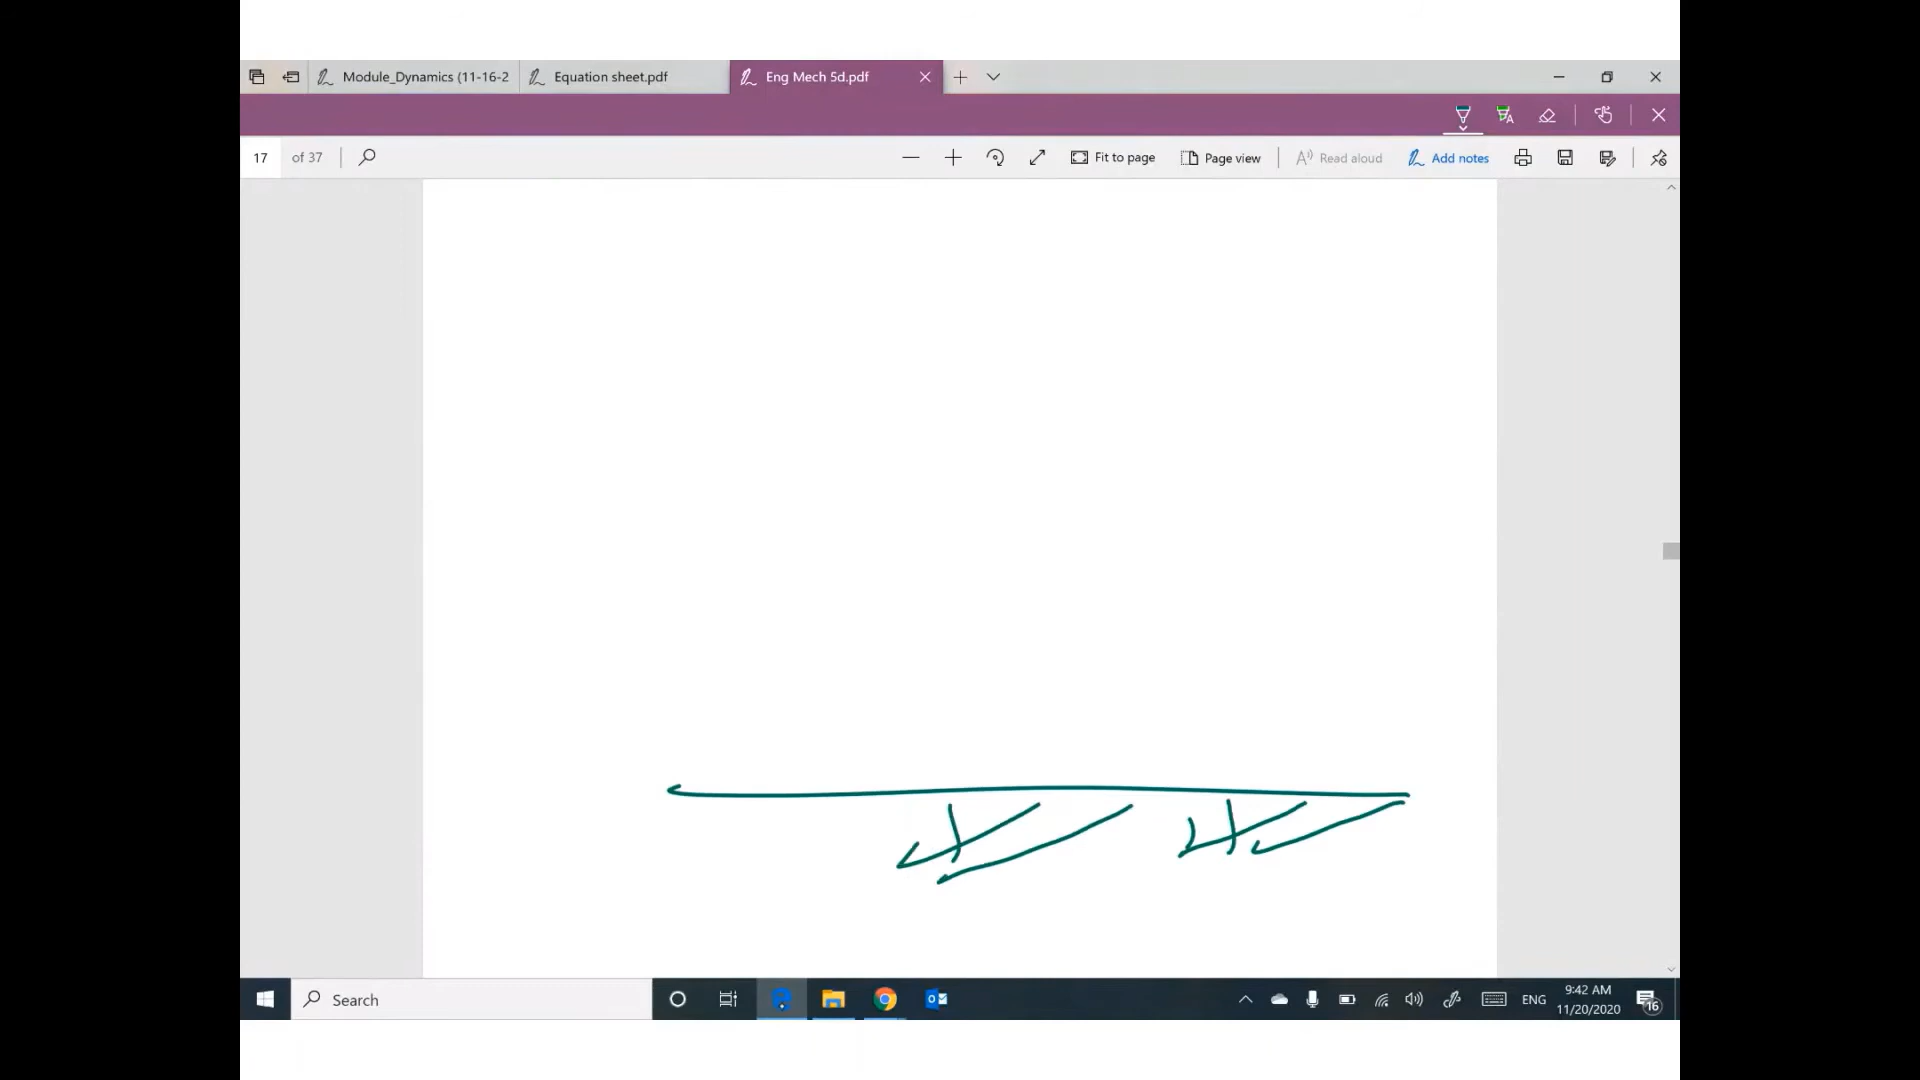 Module_Dynamics (11-16-2
Equation sheet.pdf
Eng Mech 5d.pdf
17 of 37
Fit to page
Page view
A Read aloud
Add notes
Search
ENG
9:42 AM
11/20/2020
16